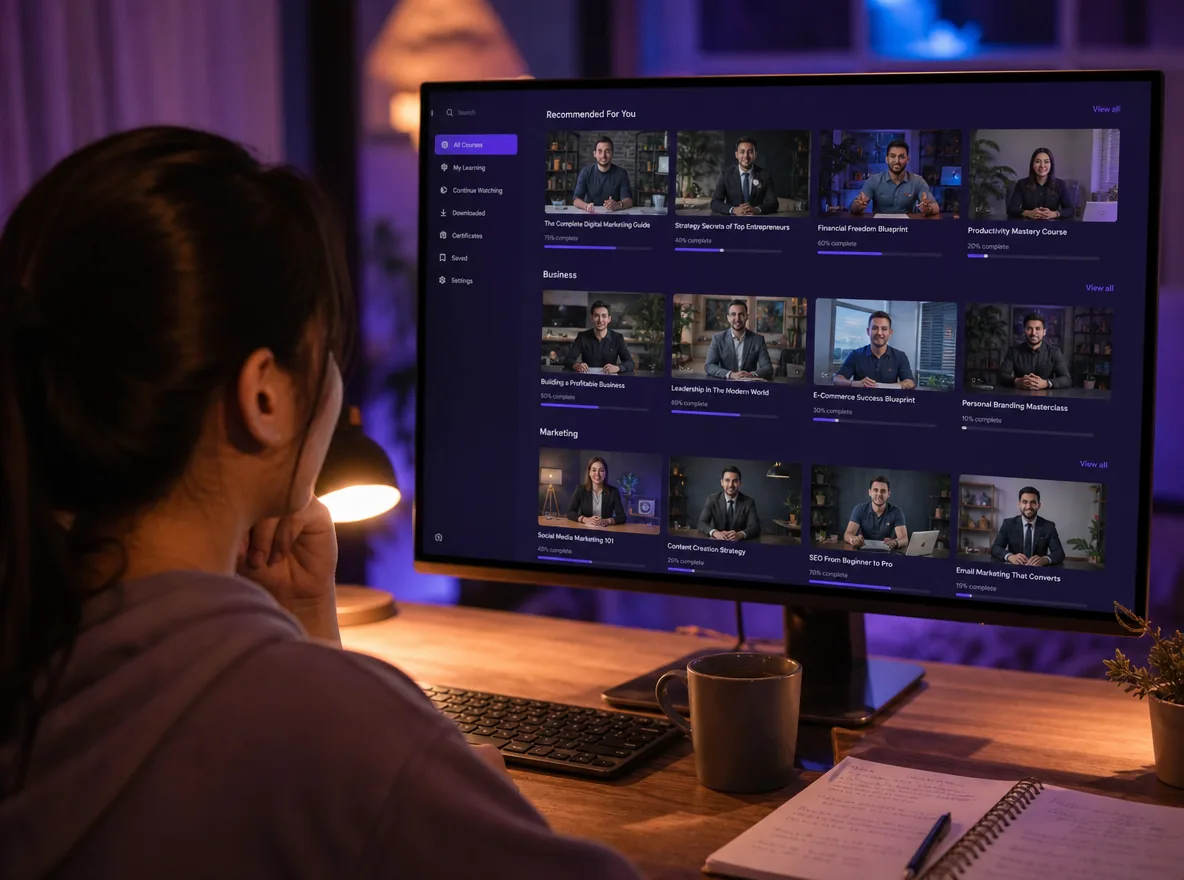 Search
All Courses
My Learning
Continue Watching
Downloaded
Certificates
Saved
Settings
Recommended For You
View all
The Complete Digital Marketing Guide
75% complete
Strategy Secrets of Top Entrepreneurs
40% complete
Financial Freedom Blueprint
60% complete
Productivity Mastery Course
20% complete
Business
View all
Building a Profitable Business
50% complete
Leadership In The Modern World
60% complete
E-Commerce Success Blueprint
30% complete
Personal Branding Masterclass
10% complete
Marketing
View all
Social Media Marketing 101
45% complete
Content Creation Strategy
20% complete
SEO From Beginner to Pro
70% complete
Email Marketing That Converts
15% complete